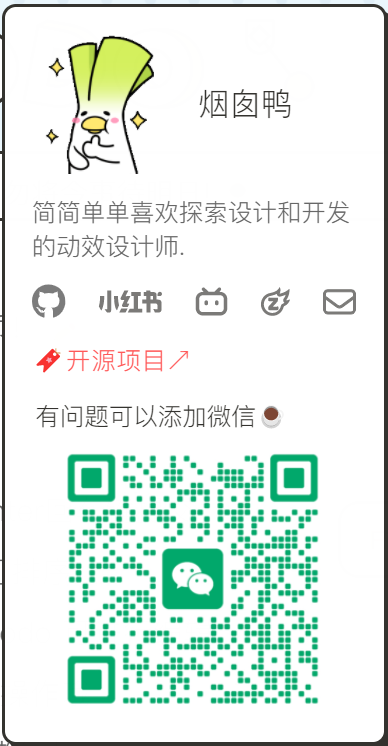 烟囱鸭
简简单单喜欢探索设计和开发
的动效设计师.
小红书
开源项目↗
有问题可以添加微信